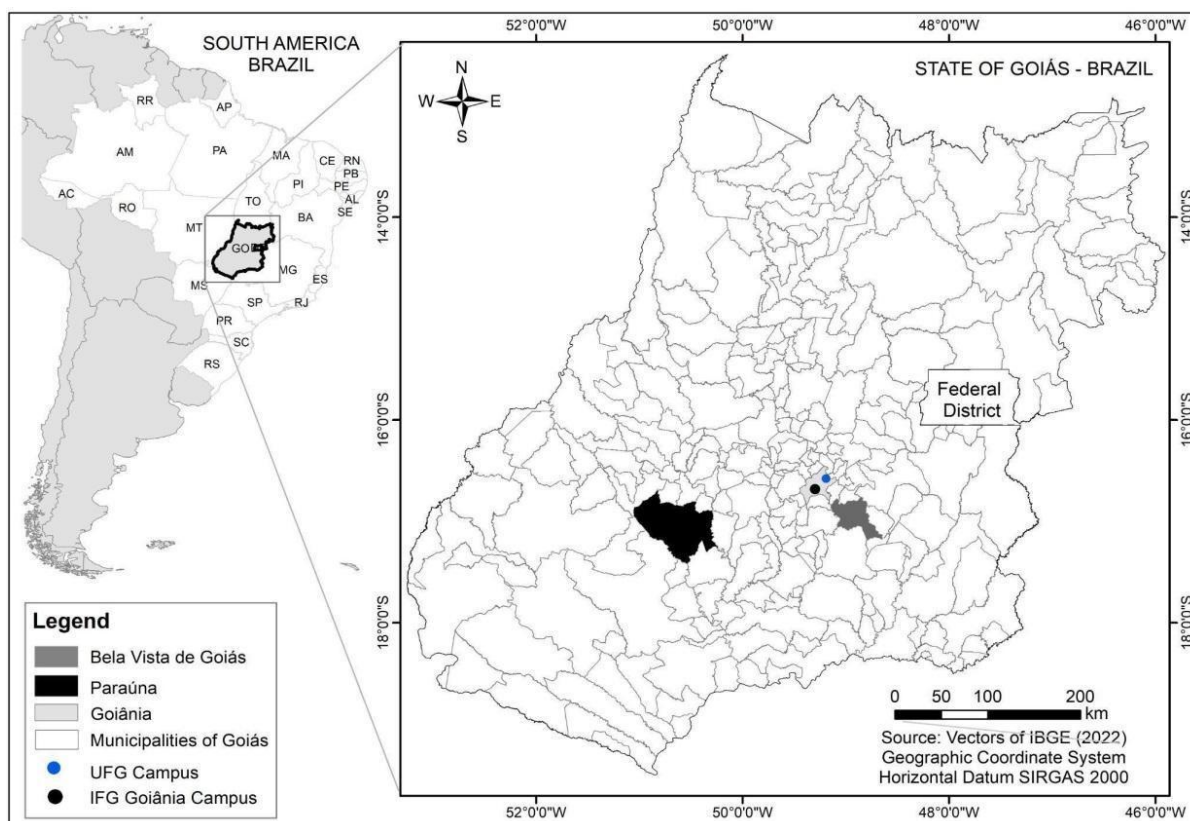 SOUTH AMERICA
BRAZIL
RR
AP
AM
PA
MA
CE
RN
PB
PI
PE
AL
SE
AC
RO
TO
BA
MT
GO
MG
ES
MS
SP
RJ
PR
SC
RS
Legend
Bela Vista de Goiás
Paraúna
Goiânia
Municipalities of Goiás
UFG Campus
IFG Goiânia Campus
52°0'0"W
50°0'0"W
48°0'0"W
46°0'0"W
STATE OF GOIÁS - BRAZIL
N
W
E
S
14°0'0"S
14°0'0"S
Federal
District
16°0'0"S
16°0'0"S
18°0'0"S
18°0'0"S
0 50 100 200
km
Source: Vectors of IBGE (2022)
Geographic Coordinate System
Horizontal Datum SIRGAS 2000
52°0'0"W
50°0'0"W
48°0'0"W
46°0'0"W